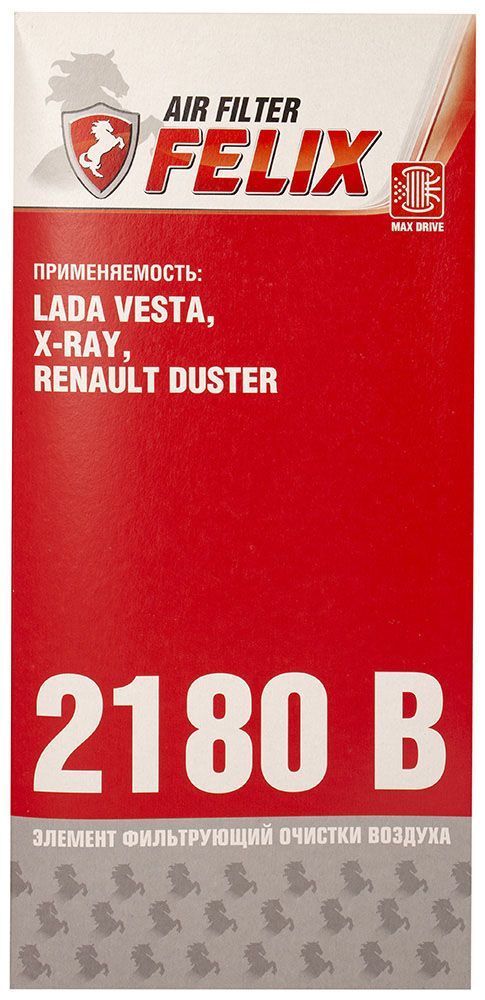 AIR FILTER
FELIX
MAX DRIVE
ПРИМЕНЯЕМОСТЬ:
LADA VESTA,
X-RAY,
RENAULT DUSTER
2180 В
ЭЛЕМЕНТ ФИЛЬТРУЮЩИЙ ОЧИСТКИ ВОЗДУХА